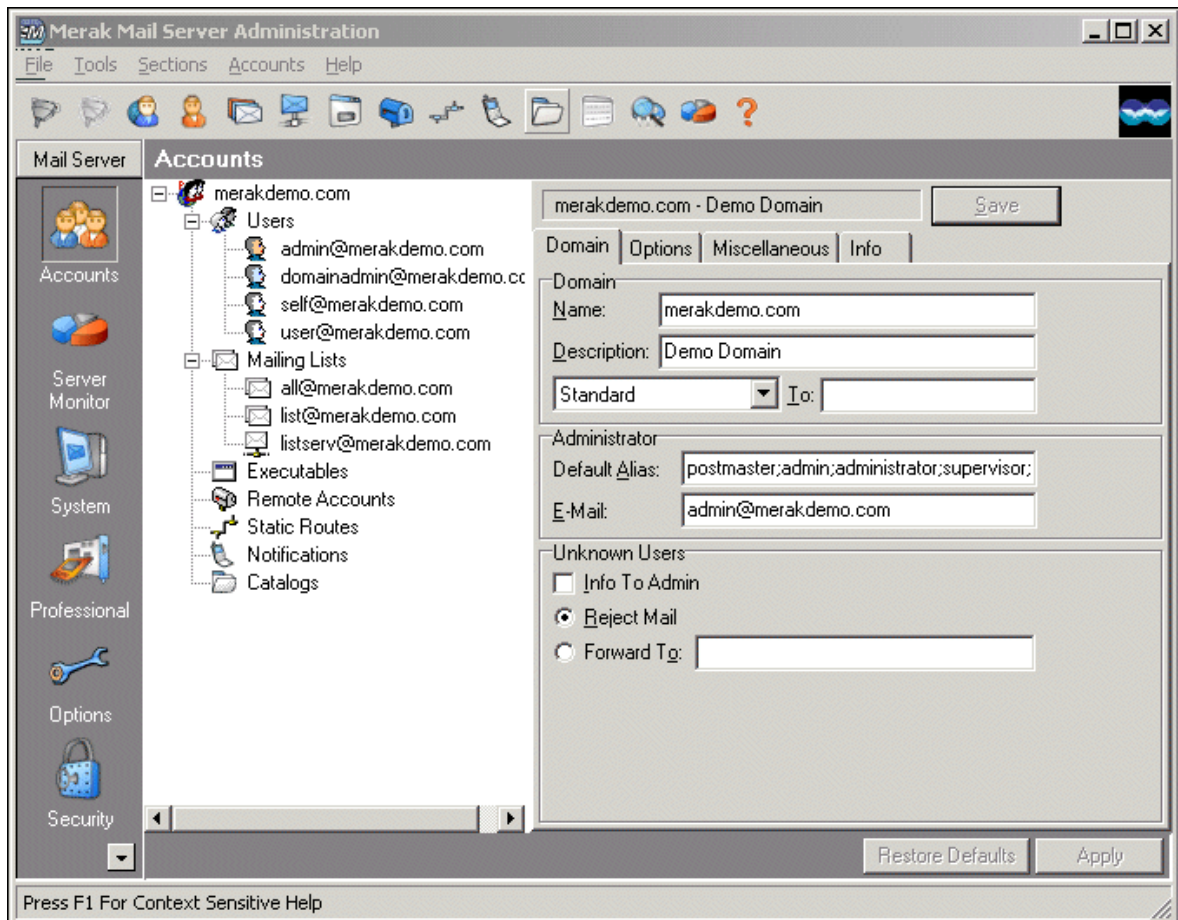 Merak Mail Server Administration
File Tools Sections Accounts Help
Mail Server
Accounts
Accounts
Server
Monitor
System
Professional
Options
Security
merakdemo.com
Users
admin@merakdemo.com
domainadmin@merakdemo.cc
self@merakdemo.com
user@merakdemo.com
Mailing Lists
all@merakdemo.com
list@merakdemo.com
listserv@merakdemo.com
Executables
Remote Accounts
Static Routes
Notifications
Catalogs
merakdemo.com - Demo Domain Save
Domain Options Miscellaneous Info
Domain
Name: merakdemo.com
Description: Demo Domain
Standard To:
Administrator
Default Alias: postmaster;admin;administrator;supervisor;
E-Mail: admin@merakdemo.com
Unknown Users
Info To Admin
Reject Mail
Forward To:
Restore Defaults Apply
Press F1 For Context Sensitive Help